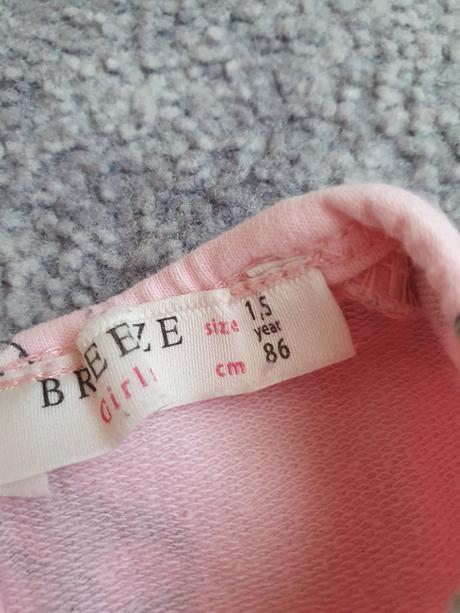 BREEZE
Girls
size 1,5 year
cm 86